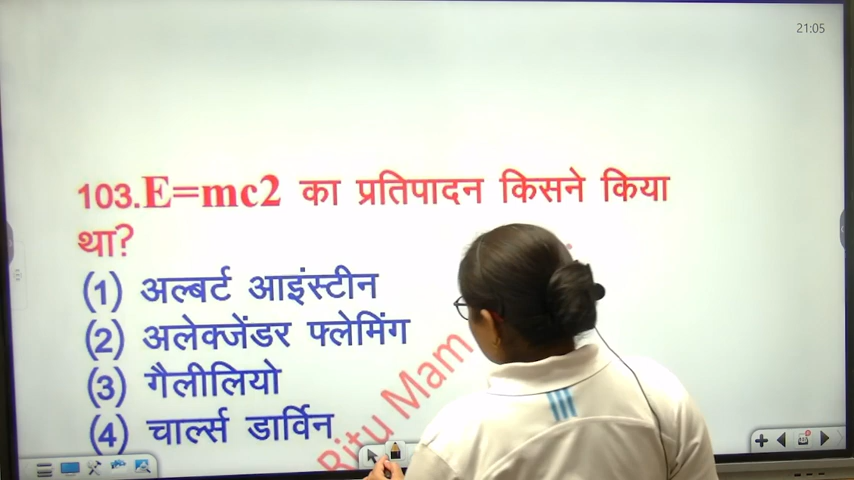 21:05
103.E=mc2 का प्रतिपादन किसने किया
था?
(1) अल्बर्ट आइंस्टीन
(2) अलेक्जेंडर फ्लेमिंग
(3) गैलीलियो
(4) चार्ल्स डार्विन
Ritu Mam